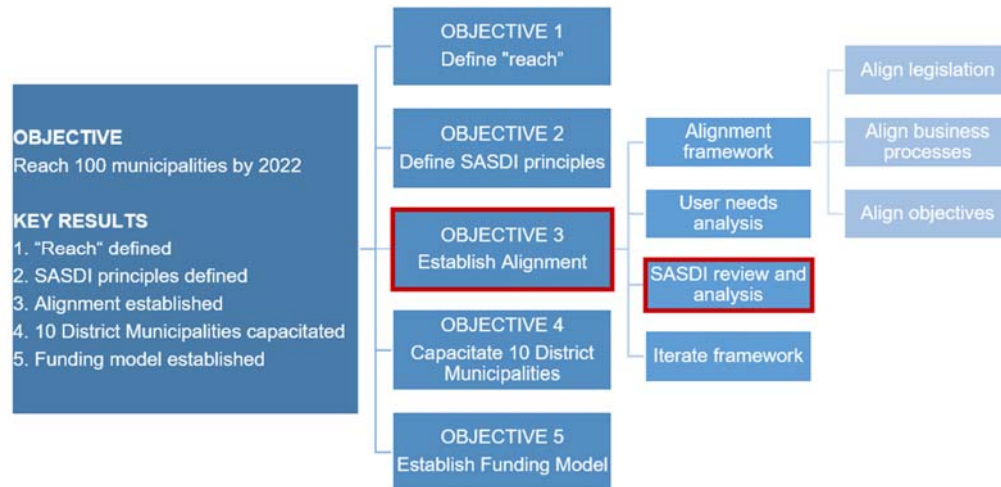 OBJECTIVE
Reach 100 municipalities by 2022
KEY RESULTS
1. “Reach“ defined
2. SASDI principles defined
3. Alignment established
4. 10 District Municipalities capacitated
5. Funding model established
OBJECTIVE 1
Define "reach”
OBJECTIVE 2
Define SASDI principles
OBJECTIVE 3
Establish Alignment
OBJECTIVE 4
Capacitate 10 District
Municipalities
OBJECTIVE 5
Establish Funding Model
Alignment
framework
User needs
analysis
SASDI review and
analysis
Iterate framework
Align legislation
Align business
processes
Align objectives